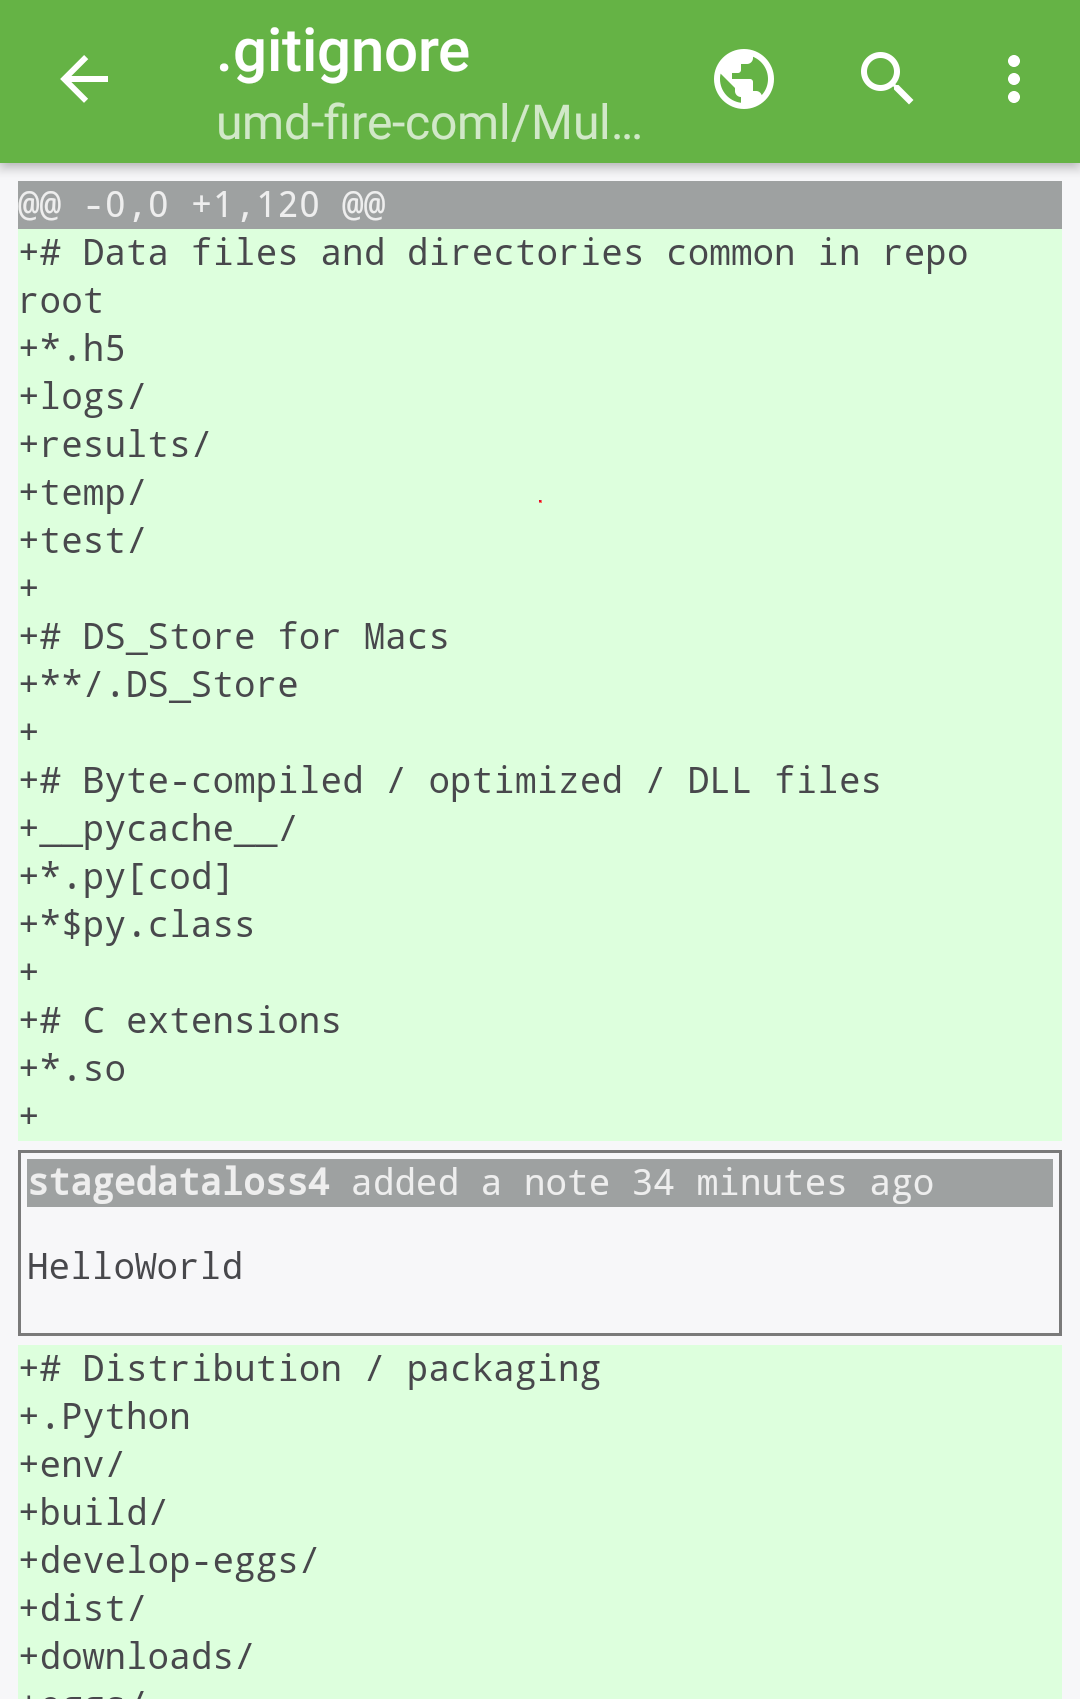 .gitignore
umd-fire-coml/Mul...
@@ -0,0 +1,120 @@
+# Data files and directories common in repo
root
+*.h5
+logs/
+results/
+temp/
+test/
+
+# DS_Store for Macs
+**/.DS_Store
+
+# Byte-compiled / optimized / DLL files
+__pycache__/
+*.py[cod]
+*$py.class
+
+# C extensions
+*.so
+
stagedataloss4 added a note 34 minutes ago
HelloWorld
+# Distribution / packaging
+.Python
+env/
+build/
+develop-eggs/
+dist/
+downloads/
+eggs/